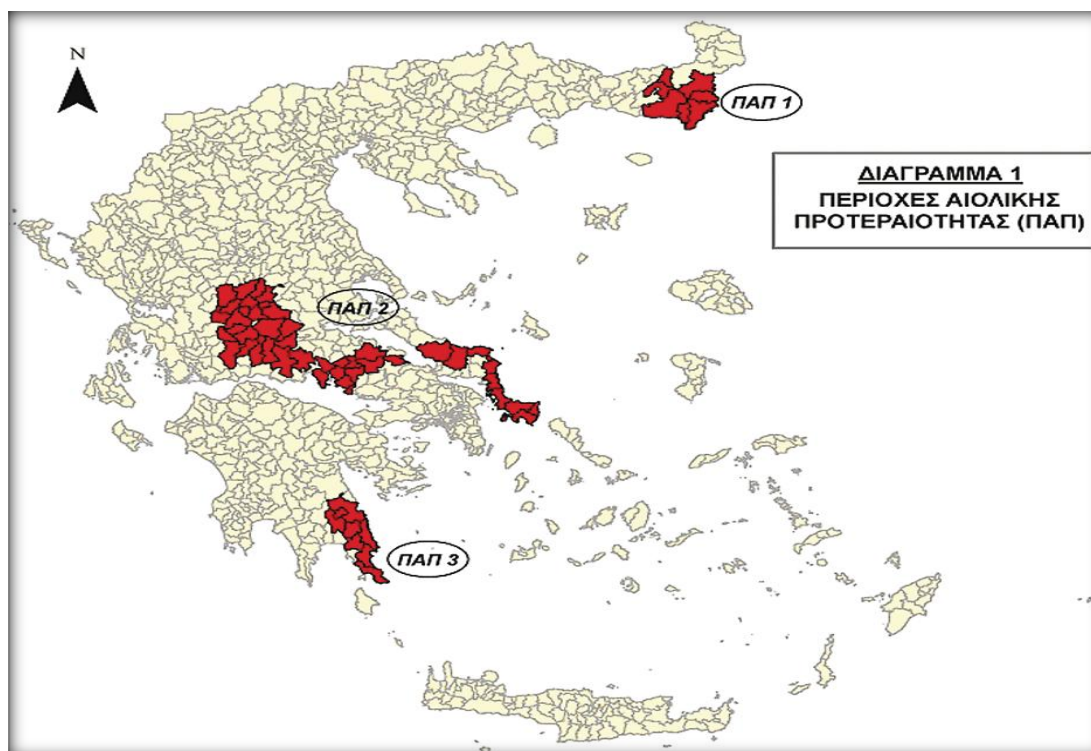 N
ΠΑΠ 1
ΔΙΑΓΡΑΜΜΑ 1
ΠΕΡΙΟΧΕΣ ΑΙΟΛΙΚΗΣ
ΠΡΟΤΕΡΑΙΟΤΗΤΑΣ (ΠΑΠ)
ΠΑΠ 2
ΠΑΠ 3